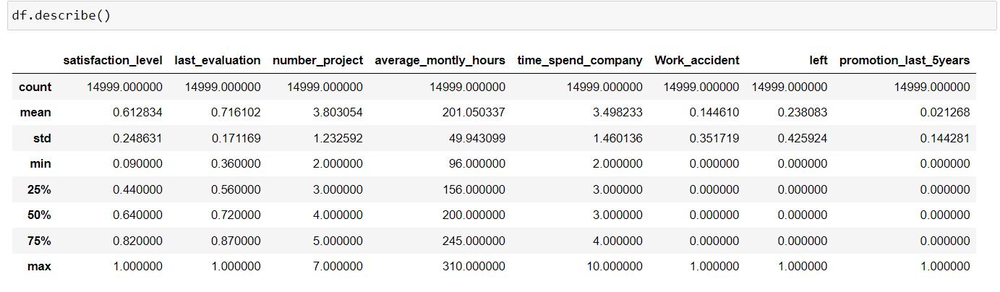 df.describe()
satisfaction_level last_evaluation number_project average_montly_hours time_spend_company Work_accident left promotion_last_5years
count 14999.000000 14999.000000 14999.000000 14999.000000 14999.000000 14999.000000 14999.000000 14999.000000
mean 0.612834 0.716102 3.803054 201.050337 3.498233 0.144610 0.238083 0.021268
std 0.248631 0.171169 1.232592 49.943099 1.460136 0.351719 0.425924 0.144281
min 0.090000 0.360000 2.000000 96.000000 2.000000 0.000000 0.000000 0.000000
25% 0.440000 0.560000 3.000000 156.000000 3.000000 0.000000 0.000000 0.000000
50% 0.640000 0.720000 4.000000 200.000000 3.000000 0.000000 0.000000 0.000000
75% 0.820000 0.870000 5.000000 245.000000 4.000000 0.000000 0.000000 0.000000
max 1.000000 1.000000 7.000000 310.000000 10.000000 1.000000 1.000000 1.000000